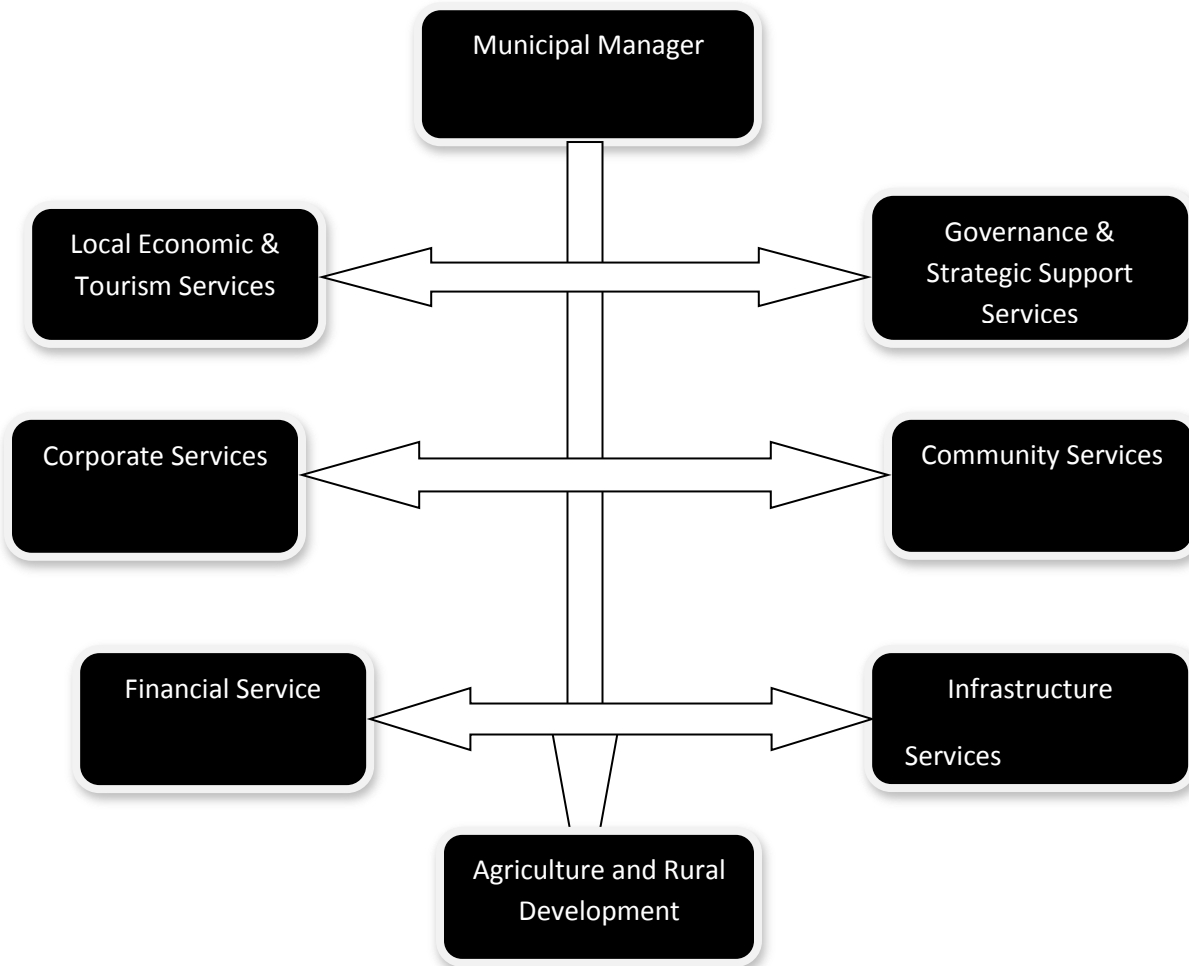 Municipal Manager
Local Economic &
Tourism Services
Governance &
Strategic Support
Services
Corporate Services
Community Services
Financial Service
Infrastructure
Services
Agriculture and Rural
Development